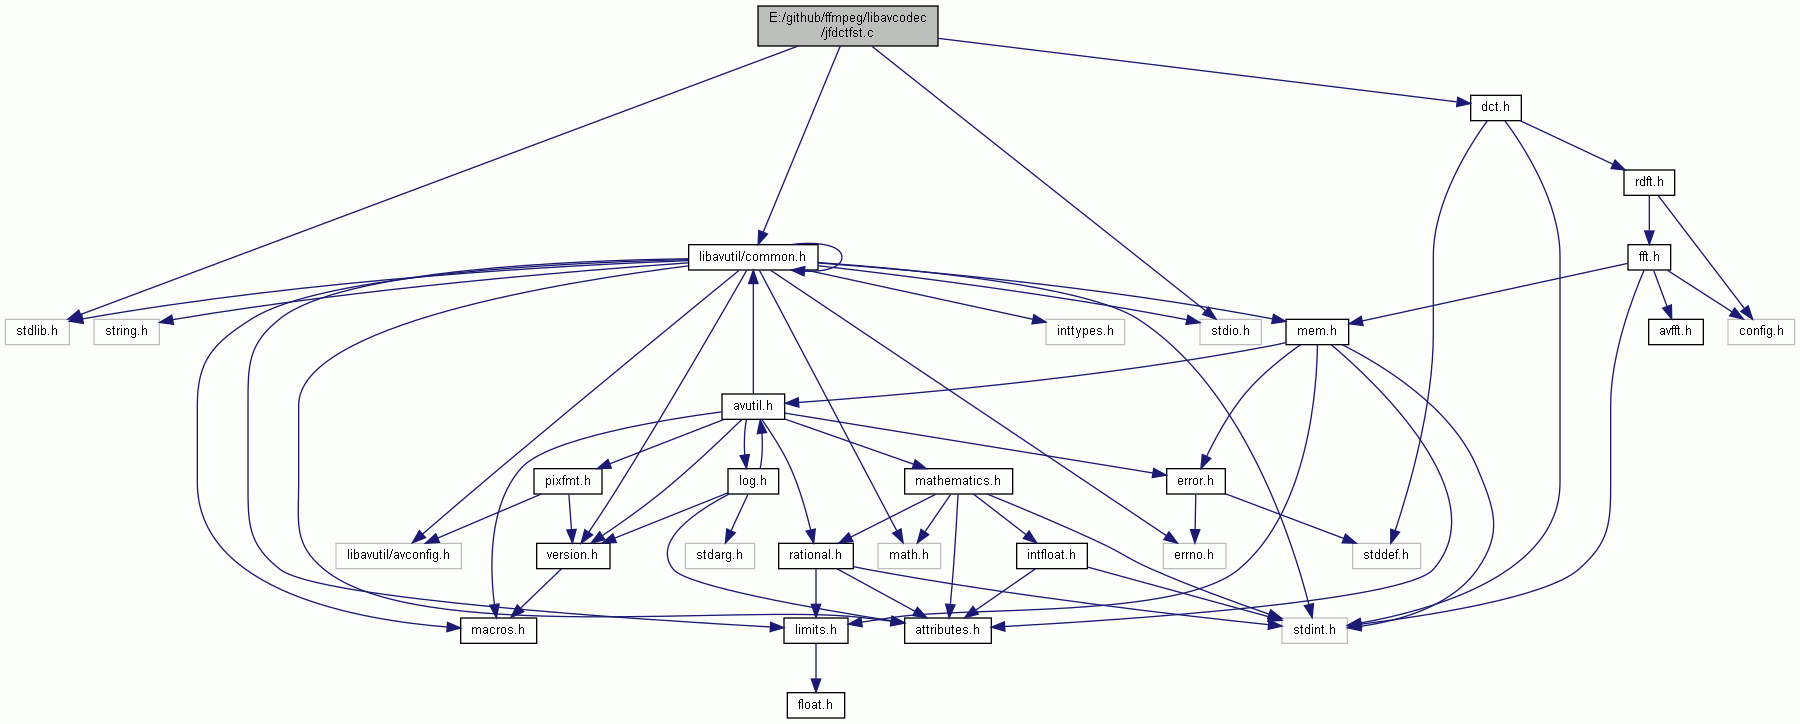 E:/github/ffmpeg/libavcodec
/jfdctfst.c
dct.h
rdft.h
libavutil/common.h
fft.h
stdlib.h
string.h
inttypes.h
stdio.h
mem.h
avfft.h
config.h
avutil.h
pixfmt.h
log.h
mathematics.h
error.h
libavutil/avconfig.h
version.h
stdarg.h
rational.h
math.h
intfloat.h
errno.h
stddef.h
macros.h
limits.h
attributes.h
stdint.h
float.h